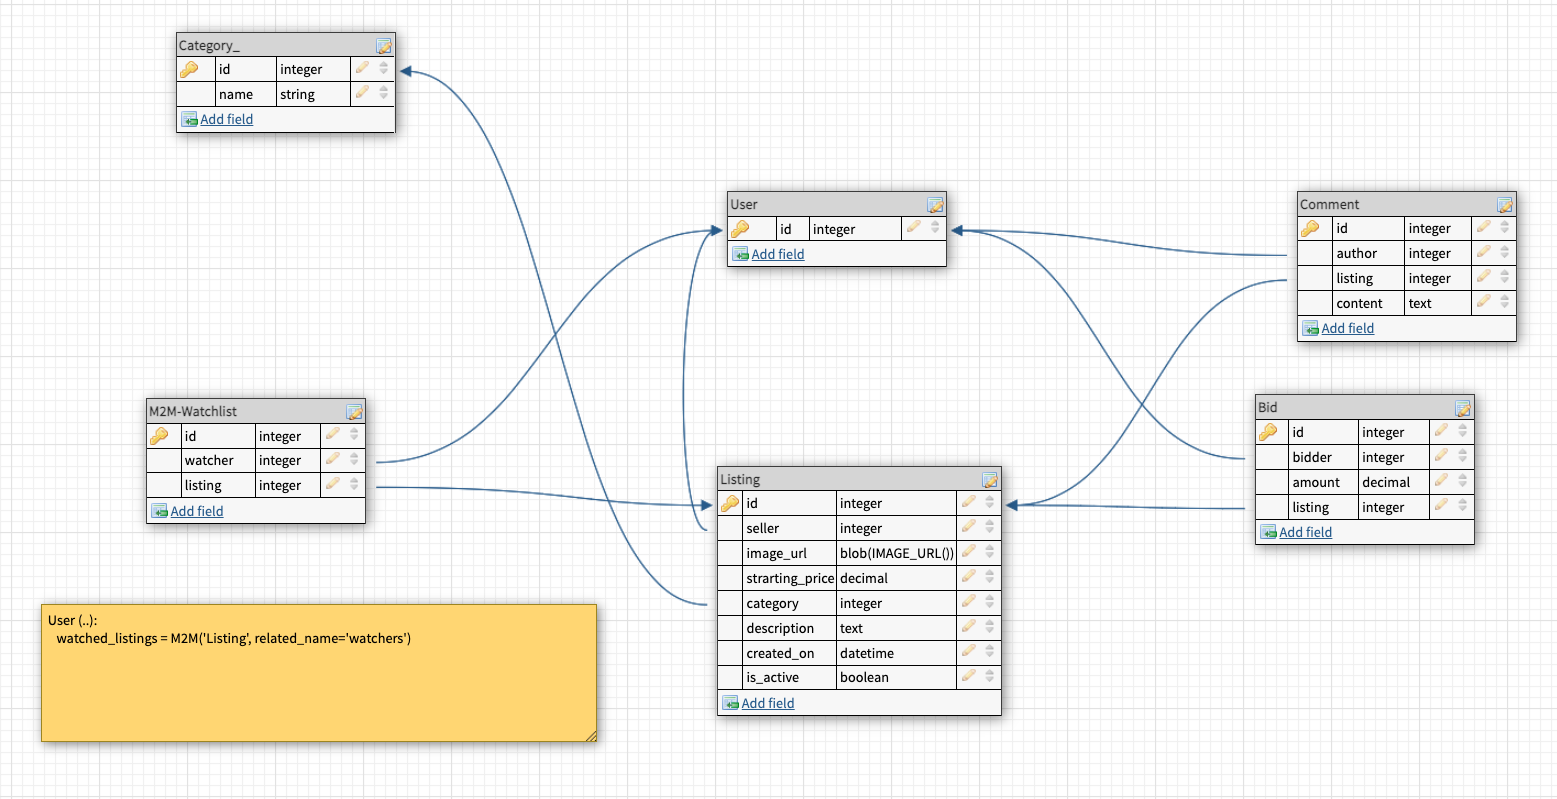 Category_
id integer
name string
Add field
User
id integer
Add field
Comment
id integer
author integer
listing integer
content text
Add field
M2M-Watchlist
id integer
watcher integer
listing integer
Add field
Bid
id integer
bidder integer
amount decimal
listing integer
Add field
Listing
id integer
seller integer
image_url blob(IMAGE_URL())
strarting_price decimal
category integer
description text
created_on datetime
is_active boolean
Add field
User (..):
watched_listings = M2M('Listing', related_name='watchers')